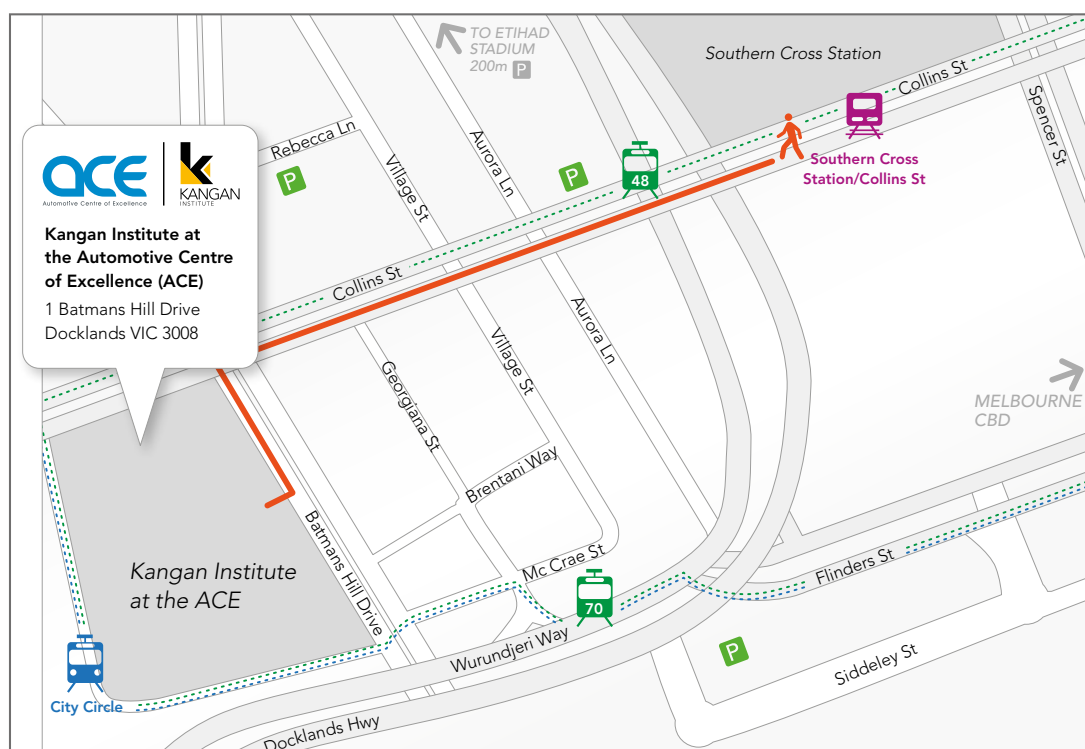 TO ETIHAD
STADIUM
200m P
Southern Cross Station
Collins St
Spencer St
Southern Cross
Station/Collins St
48
P
Aurora Ln
Village St
Rebecca Ln
P
ace
Automotive Centre of Excellence
k
KANGAN
INSTITUTE
Kangan Institute at
the Automotive Centre
of Excellence (ACE)
1 Batmans Hill Drive
Docklands VIC 3008
Collins St
Aurora Ln
Village St
Georgiana St
MELBOURNE
CBD
Brentani Way
Batmans Hill Drive
Mc Crae St
Flinders St
Kangan Institute
at the ACE
70
Wurundjeri Way
P
Siddeley St
City Circle
Docklands Hwy